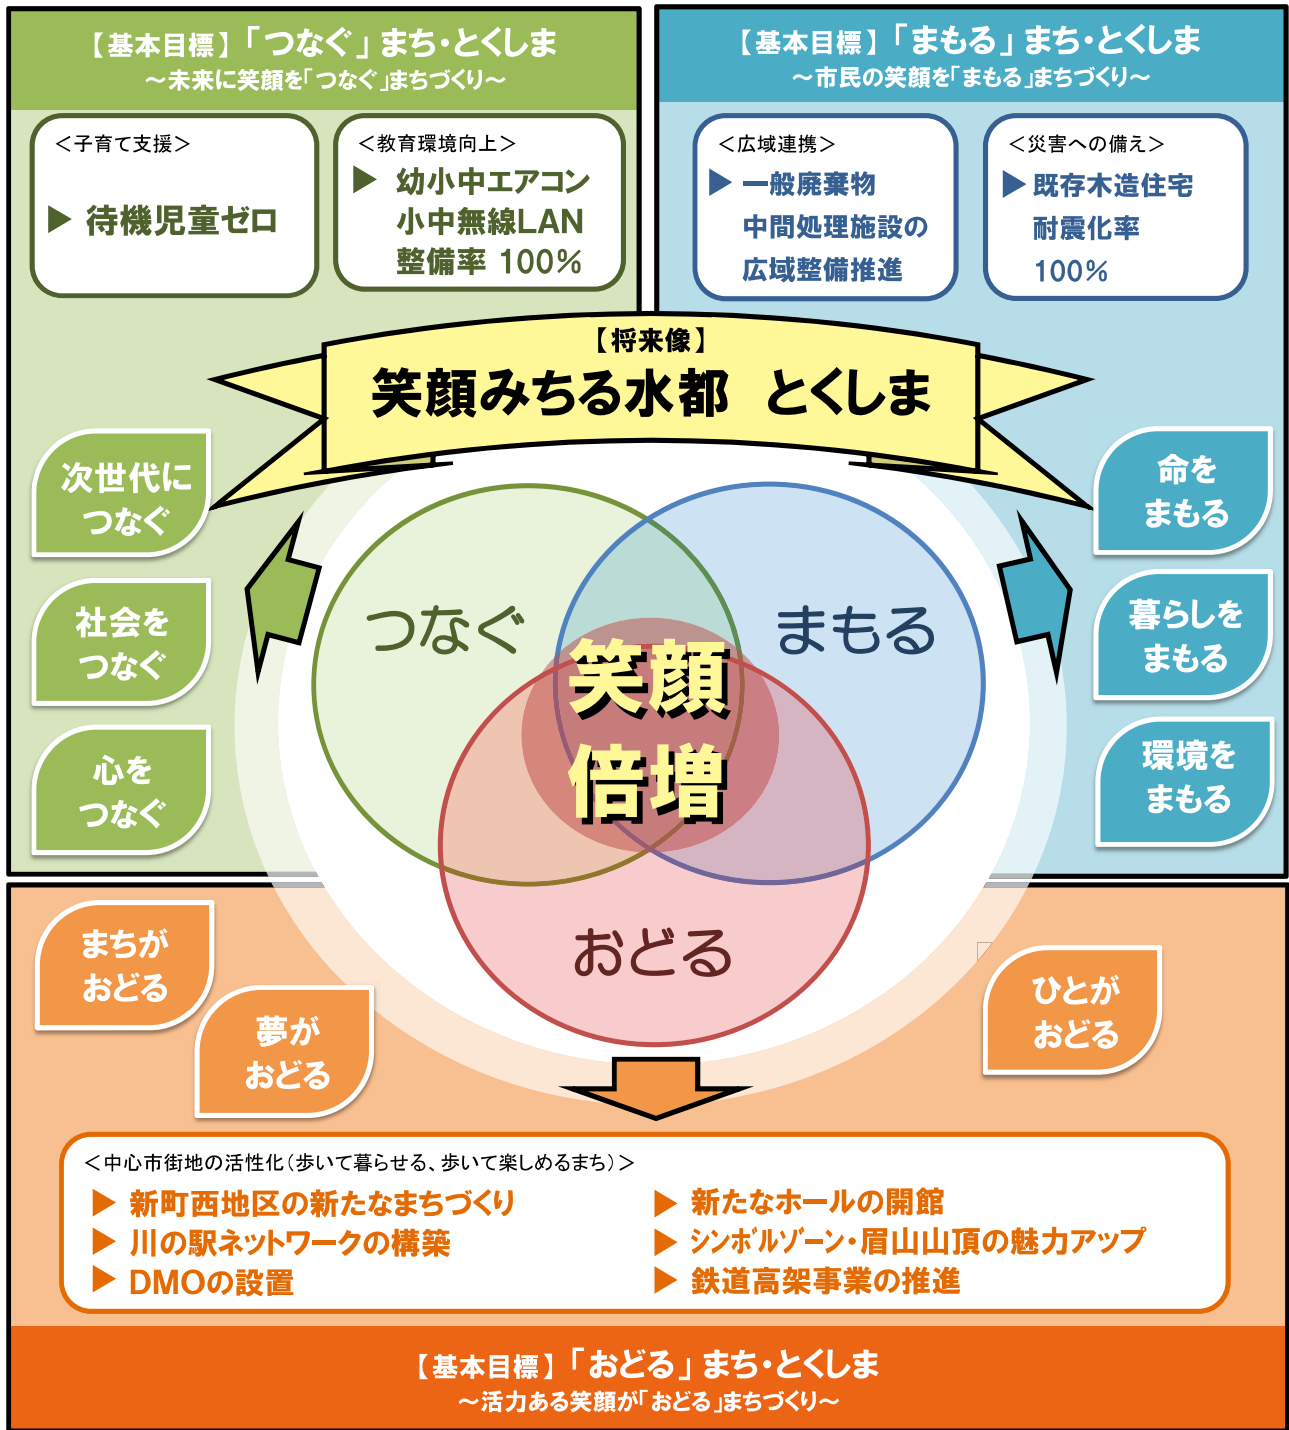 【基本目標】「つなぐ」まち・とくしま
～未来に笑顔を「つなぐ」まちづくり～
＜子育て支援＞
▶ 待機児童ゼロ
＜教育環境向上＞
▶ 幼小中エアコン
小中無線LAN
整備率 100％
【基本目標】「まもる」まち・とくしま
～市民の笑顔を「まもる」まちづくり～
＜広域連携＞
▶ 一般廃棄物
中間処理施設の
広域整備推進
＜災害への備え＞
▶ 既存木造住宅
耐震化率
100％
【将来像】
笑顔みちる水都　とくしま
次世代に
つなぐ
社会を
つなぐ
心を
つなぐ
つなぐ
まもる
笑顔
倍増
おどる
命を
まもる
暮らしを
まもる
環境を
まもる
まちが
おどる
夢が
おどる
ひとが
おどる
＜中心市街地の活性化（歩いて暮らせる、歩いて楽しめるまち）＞
▶ 新町西地区の新たなまちづくり
▶ 川の駅ネットワークの構築
▶ DMOの設置
▶ 新たなホールの開館
▶ シンボルゾーン・眉山山頂の魅力アップ
▶ 鉄道高架事業の推進
【基本目標】「おどる」まち・とくしま
～活力ある笑顔が「おどる」まちづくり～